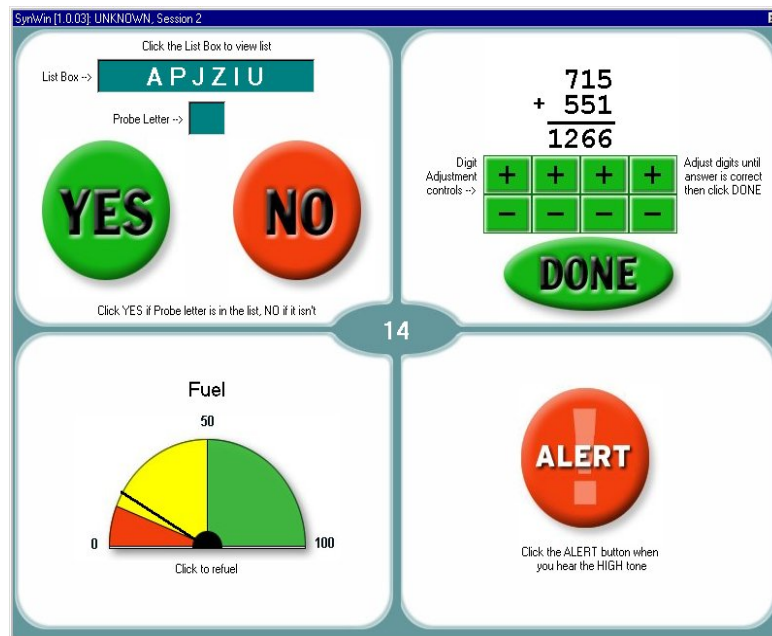 SynWin [1.0.03]: UNKNOWN, Session 2
Click the List Box to view list
List Box -->
A P J Z I U
Probe Letter -->
YES
NO
Click YES if Probe letter is in the list, NO if it isn't
715
+ 551
1266
Digit
Adjustment
controls -->
+ + + +
− − − −
Adjust digits until
answer is correct
then click DONE
DONE
14
Fuel
50
0
100
Click to refuel
!
ALERT
Click the ALERT button when
you hear the HIGH tone